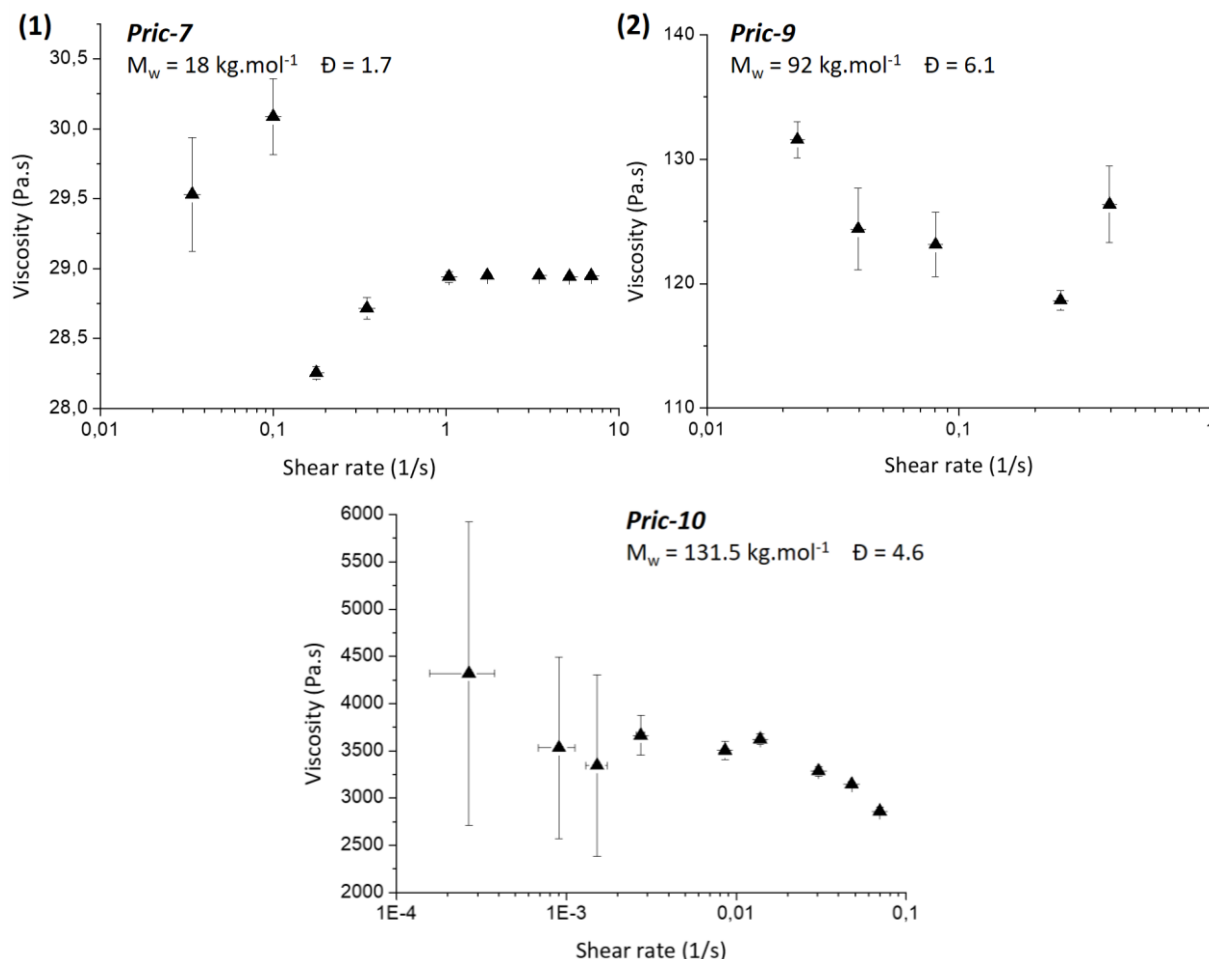 (1)
Pric-7
M_w = 18 kg.mol⁻¹ Đ = 1.7
Viscosity (Pa.s)
30,5
30,0
29,5
29,0
28,5
28,0
0,01
0,1
1
10
Shear rate (1/s)
(2)
Pric-9
M_w = 92 kg.mol⁻¹ Đ = 6.1
Viscosity (Pa.s)
140
130
120
110
0,01
0,1
1
Shear rate (1/s)
Pric-10
M_w = 131.5 kg.mol⁻¹ Đ = 4.6
Viscosity (Pa.s)
6000
5500
5000
4500
4000
3500
3000
2500
2000
1E-4
1E-3
0,01
0,1
Shear rate (1/s)